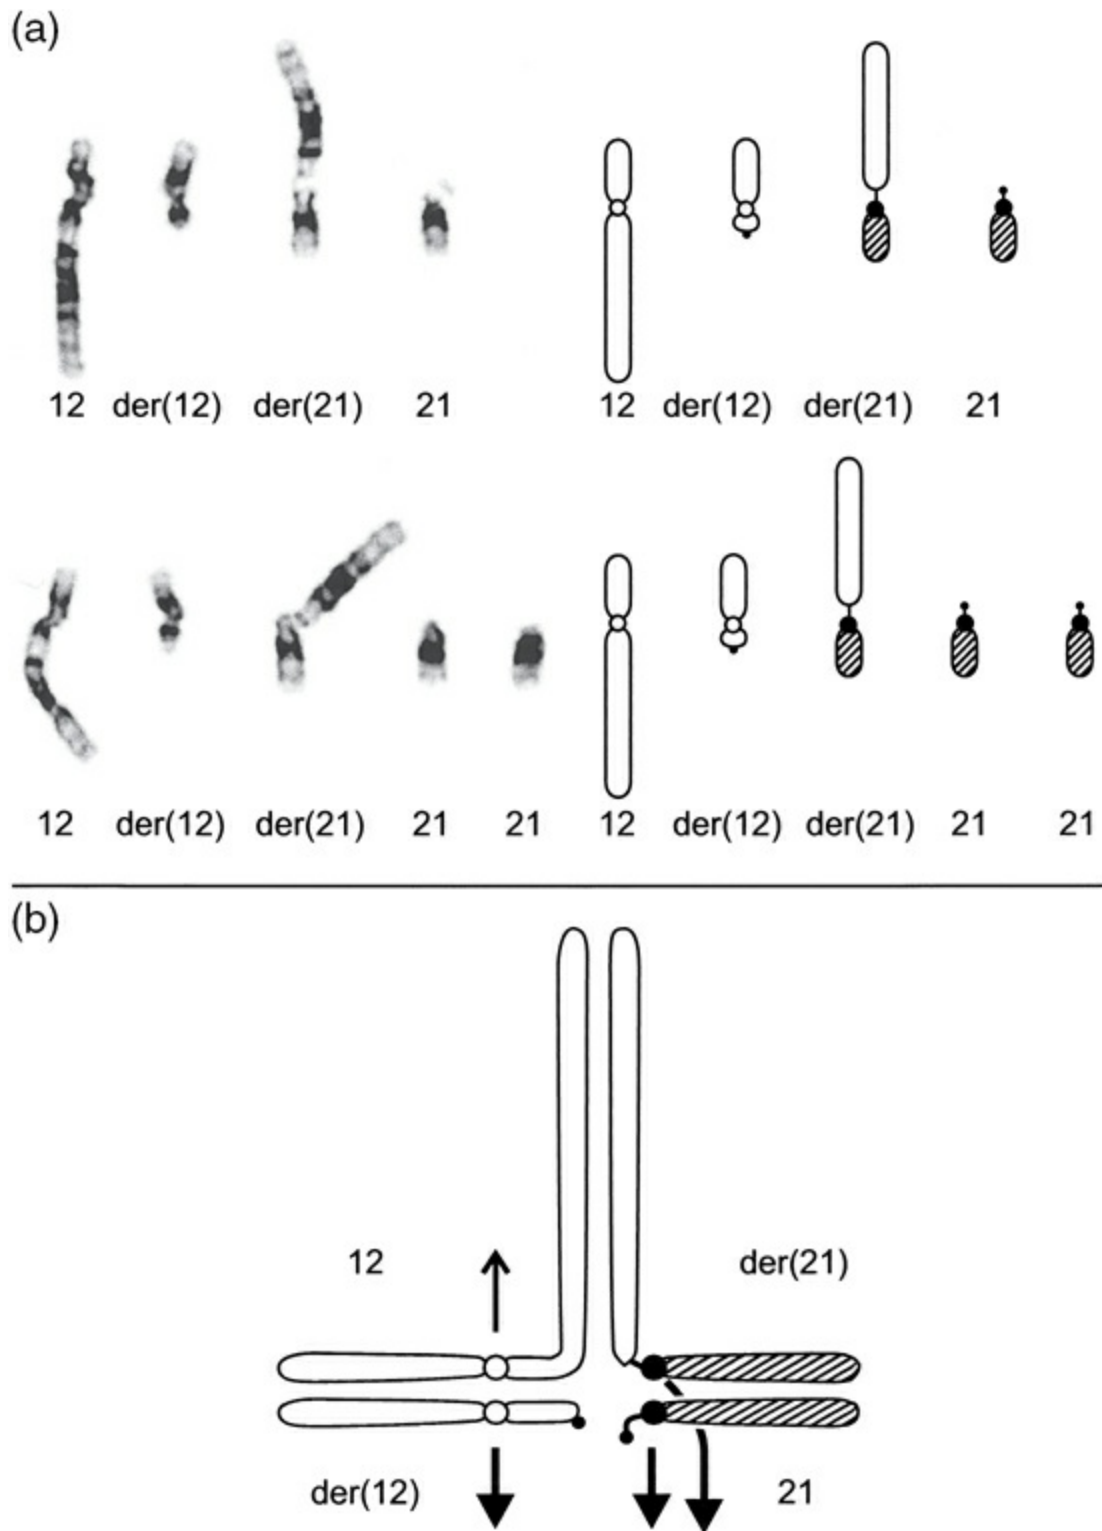 (a)
12 der(12) der(21) 21 12 der(12) der(21) 21
12 der(12) der(21) 21 21 12 der(12) der(21) 21 21
(b)
12 der(21)
der(12) 21